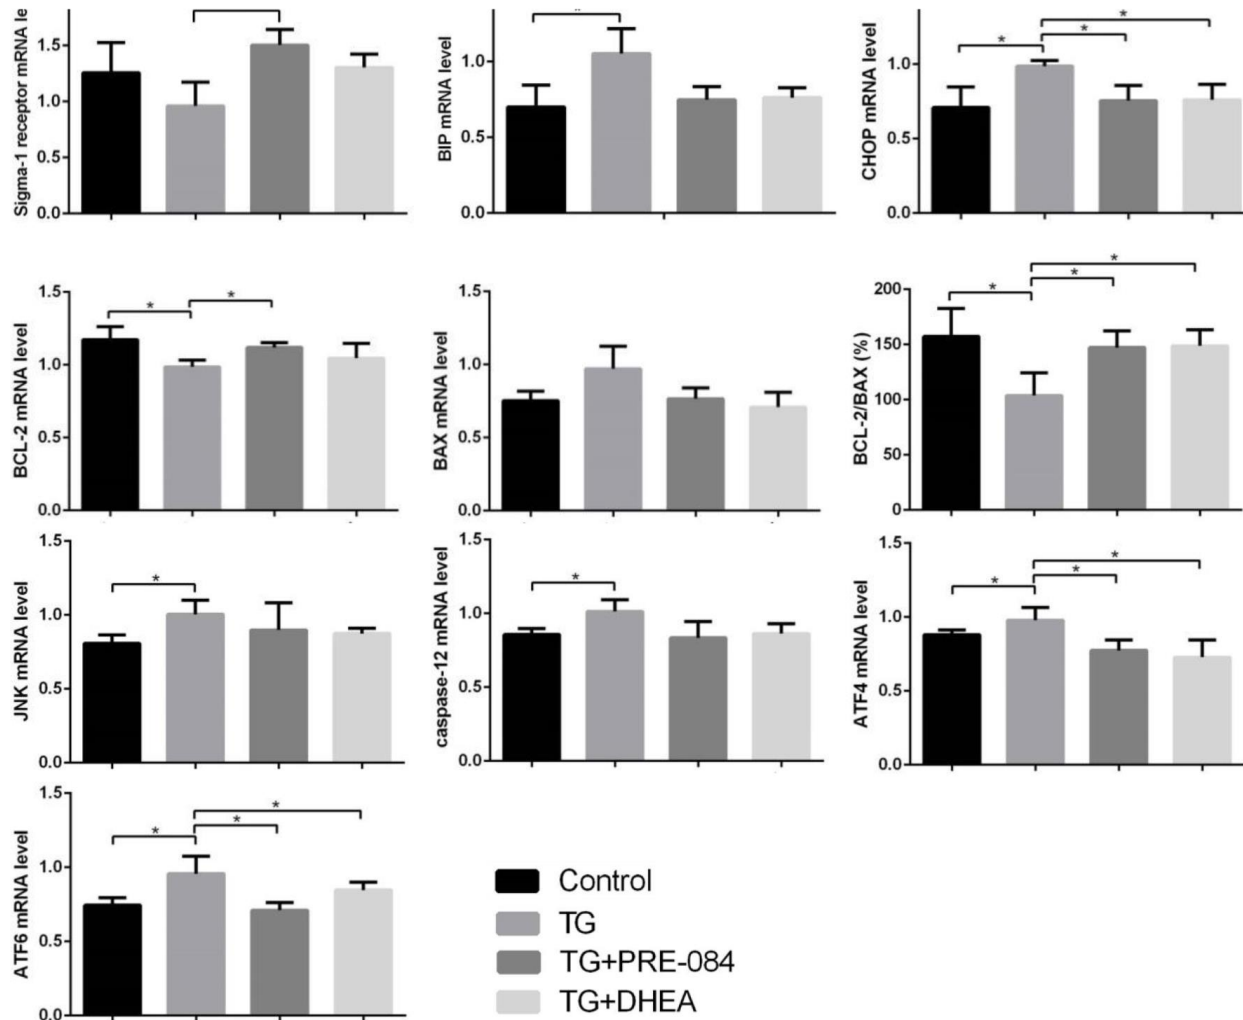 Sigma-1 receptor mRNA le
1.5
1.0
1.5
0.0
BIP mRNA level
1.0
0.5
0.0
CHOP mRNA level
* * *
1.0
0.5
0.0
BCL-2 mRNA level
* *
1.5
1.0
0.5
0.0
BAX mRNA level
1.5
1.0
0.5
0.0
BCL-2/BAX (%)
* * *
200
150
100
50
0
JNK mRNA level
*
1.5
1.0
0.5
0.0
caspase-12 mRNA level
*
1.5
1.0
0.5
0.0
ATF4 mRNA level
* * *
1.5
1.0
0.5
0.0
ATF6 mRNA level
* * *
1.5
1.0
0.5
0.0
Control
TG
TG+PRE-084
TG+DHEA